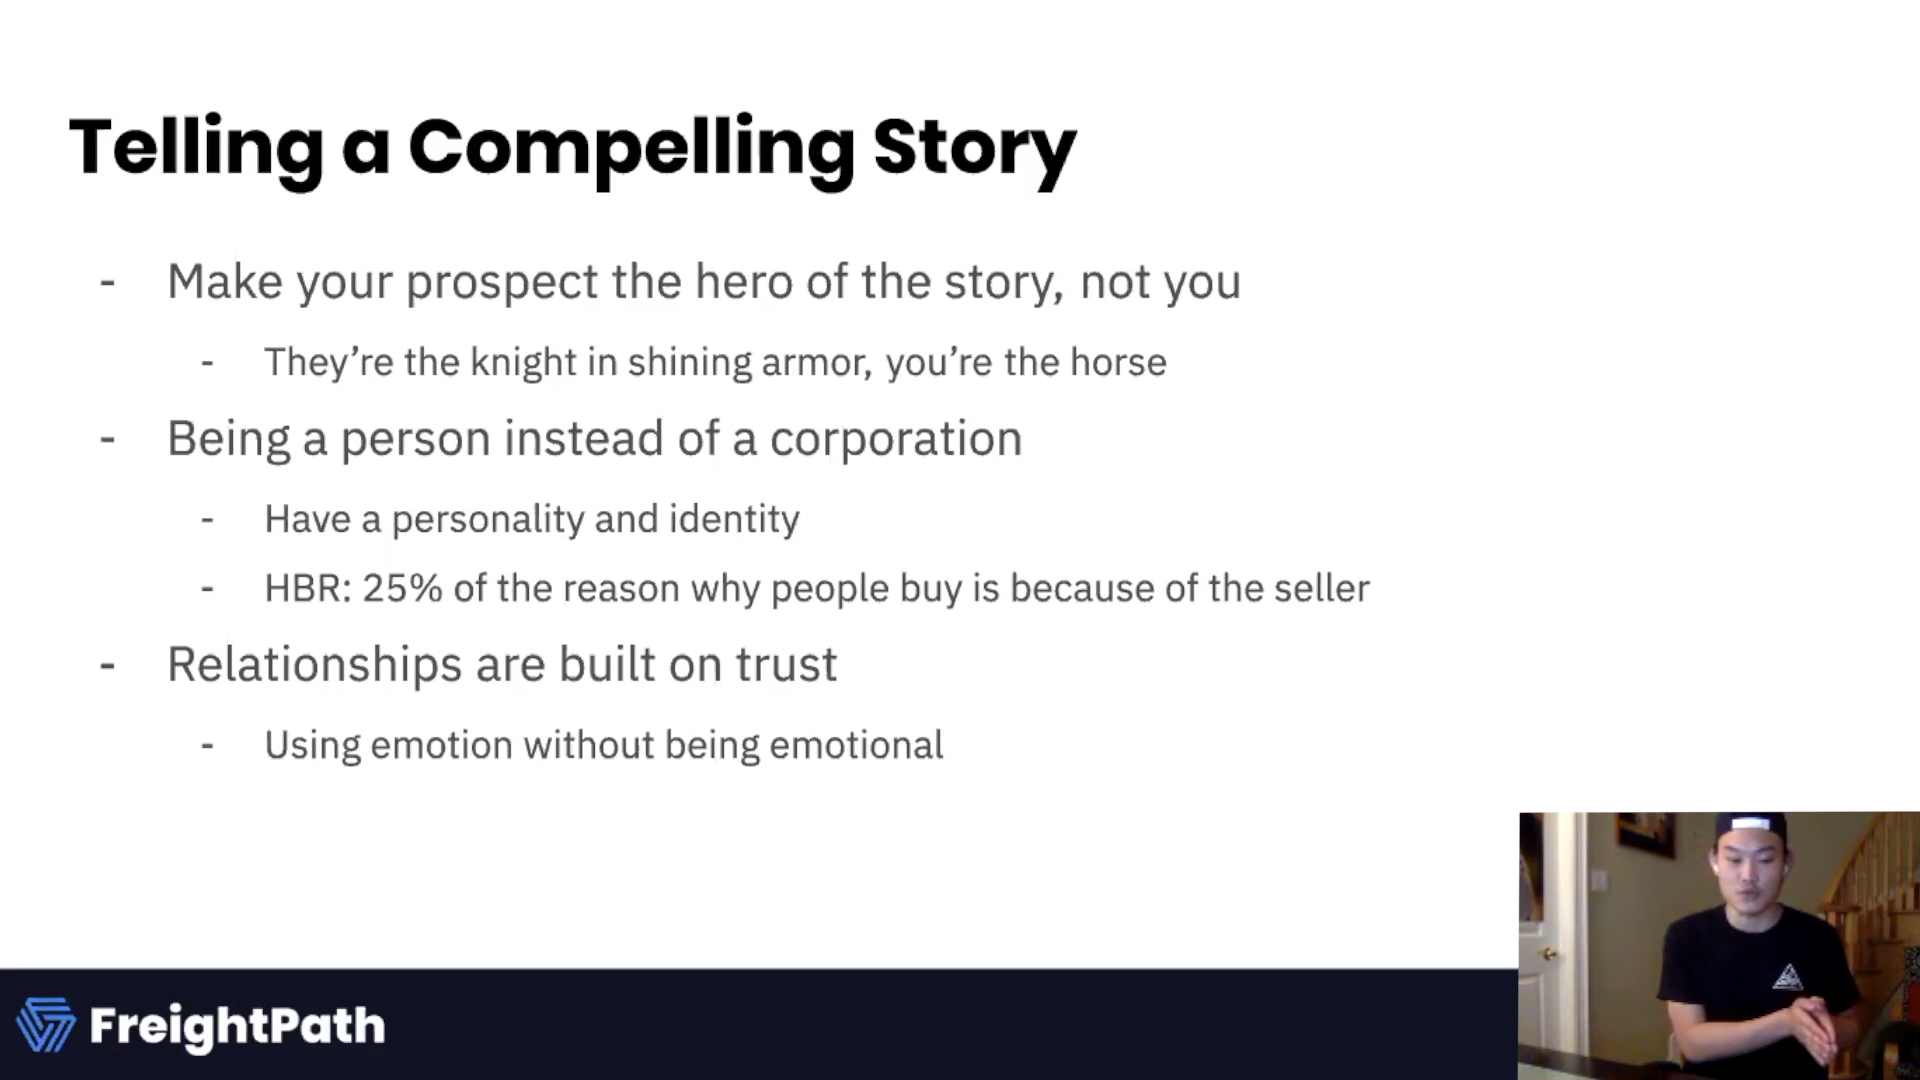 Telling a Compelling Story
- Make your prospect the hero of the story, not you
- They’re the knight in shining armor, you’re the horse
- Being a person instead of a corporation
- Have a personality and identity
- HBR: 25% of the reason why people buy is because of the seller
- Relationships are built on trust
- Using emotion without being emotional
FreightPath